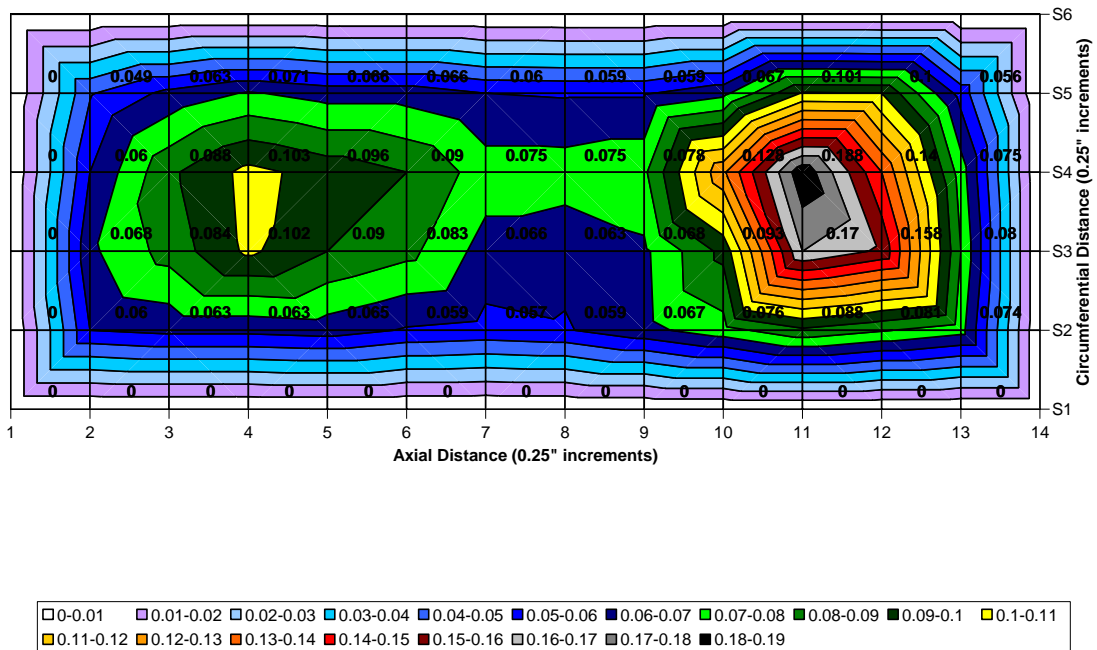 S6
0 0.049 0.063 0.071 0.066 0.066 0.06 0.059 0.059 0.067 0.101 0.1 0.056
S5
0 0.06 0.088 0.103 0.096 0.09 0.075 0.075 0.078 0.128 0.188 0.14 0.075
S4
0 0.068 0.084 0.102 0.09 0.083 0.066 0.063 0.068 0.093 0.17 0.158 0.08
S3
0 0.06 0.063 0.063 0.065 0.059 0.057 0.059 0.067 0.076 0.088 0.081 0.074
S2
0 0 0 0 0 0 0 0 0 0 0 0 0
S1
Circumferential Distance (0.25" increments)
1 2 3 4 5 6 7 8 9 10 11 12 13 14
Axial Distance (0.25" increments)
0-0.01 0.01-0.02 0.02-0.03 0.03-0.04 0.04-0.05 0.05-0.06 0.06-0.07 0.07-0.08 0.08-0.09 0.09-0.1 0.1-0.11
0.11-0.12 0.12-0.13 0.13-0.14 0.14-0.15 0.15-0.16 0.16-0.17 0.17-0.18 0.18-0.19